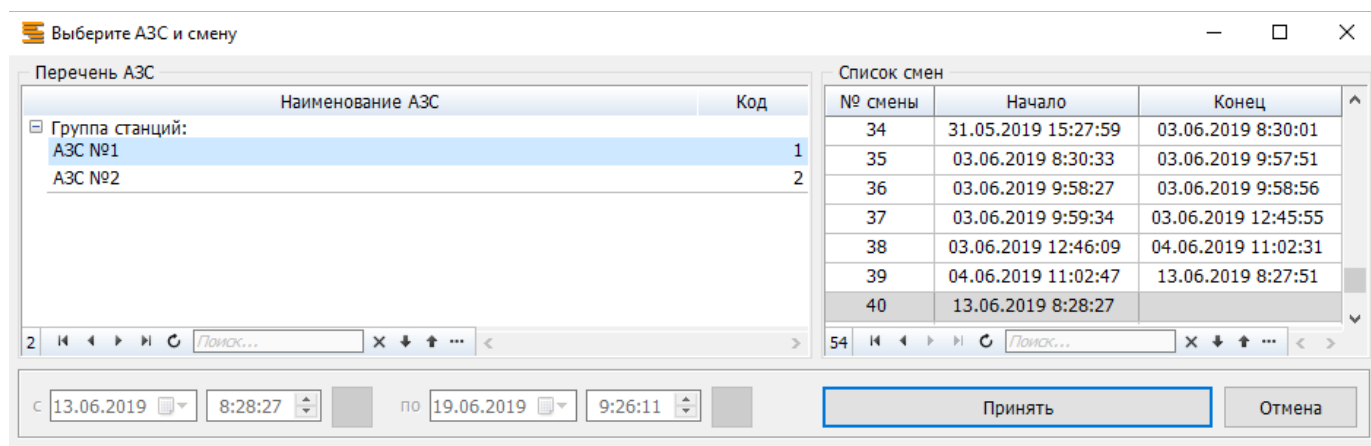 Выберите АЗС и смену
Перечень АЗС
Наименование АЗС Код
Группа станций:
АЗС №1 1
АЗС №2 2
2 Поиск...
Список смен
№ смены Начало Конец
34 31.05.2019 15:27:59 03.06.2019 8:30:01
35 03.06.2019 8:30:33 03.06.2019 9:57:51
36 03.06.2019 9:58:27 03.06.2019 9:58:56
37 03.06.2019 9:59:34 03.06.2019 12:45:55
38 03.06.2019 12:46:09 04.06.2019 11:02:31
39 04.06.2019 11:02:47 13.06.2019 8:27:51
40 13.06.2019 8:28:27
54 Поиск...
с 13.06.2019 8:28:27 по 19.06.2019 9:26:11 Принять Отмена